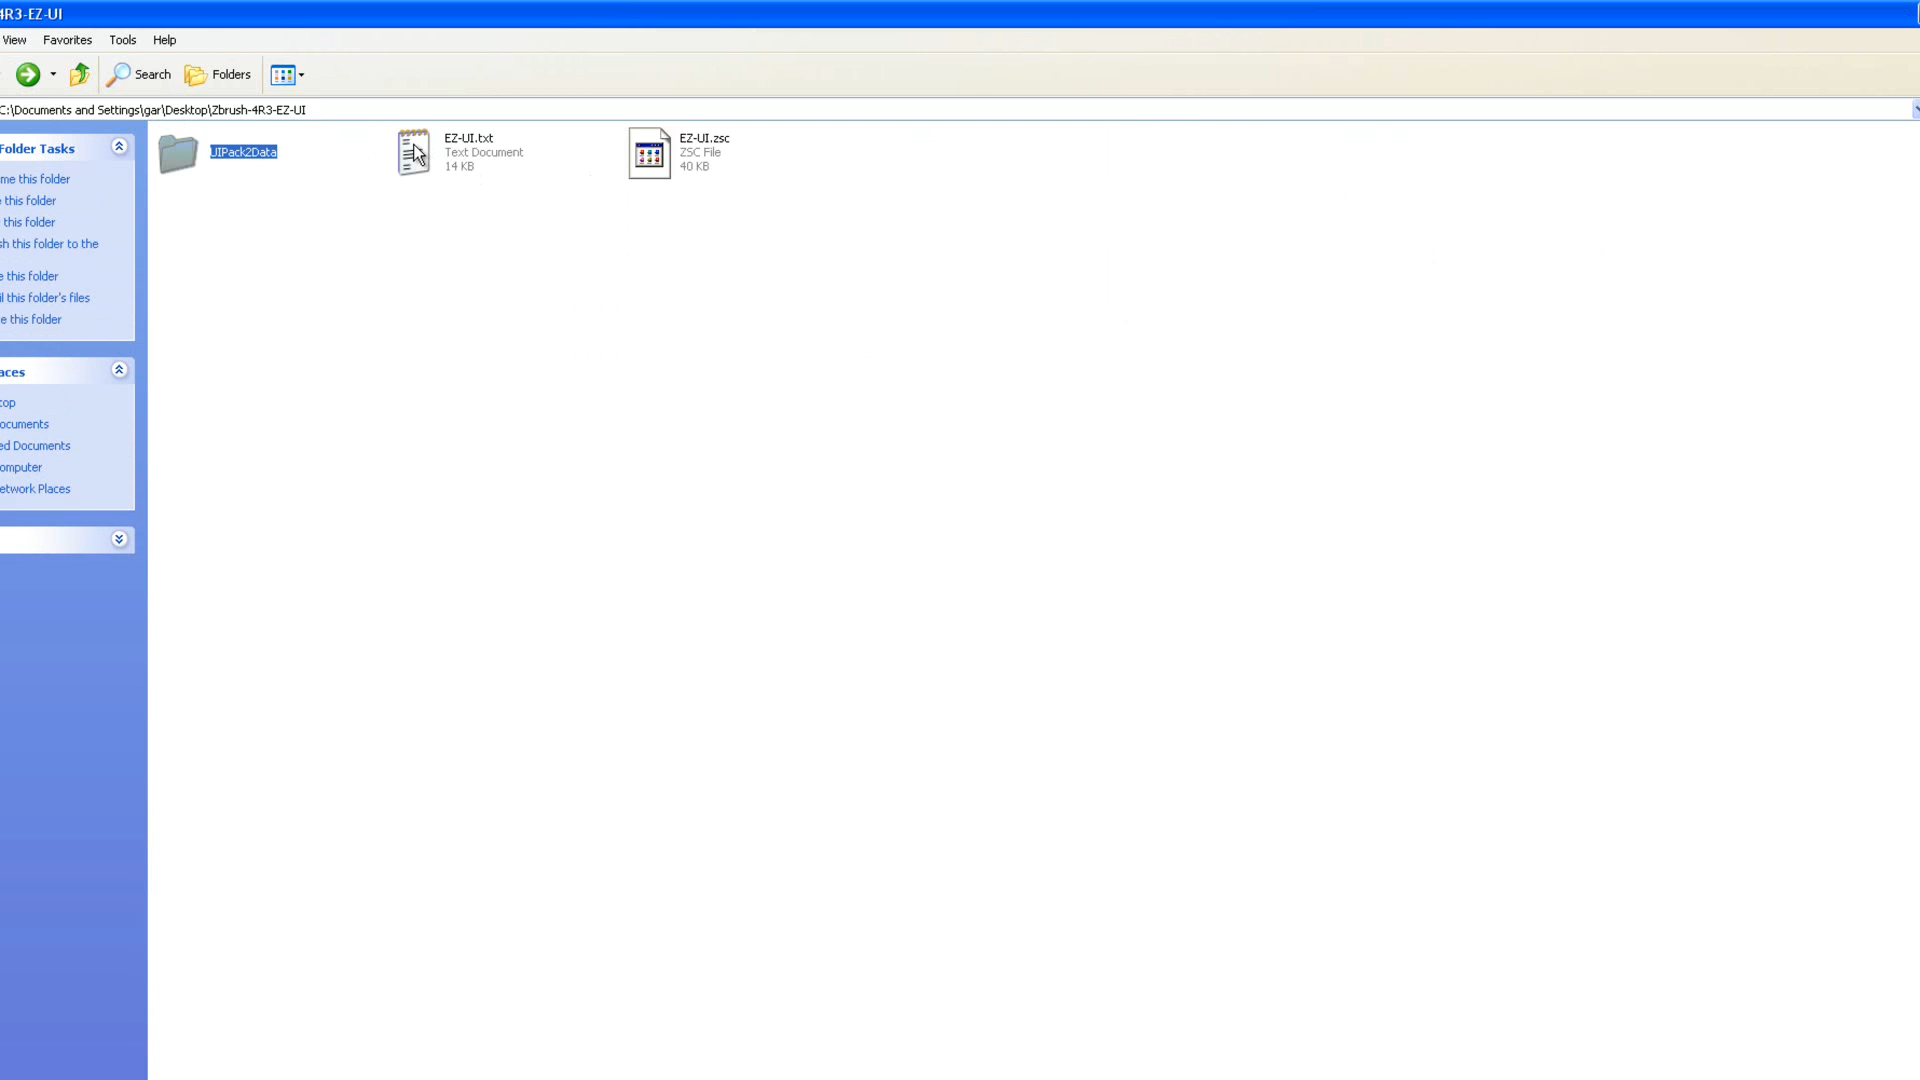 4R3-EZ-UI
View Favorites Tools Help
Search Folders
C:\Documents and Settings\gar\Desktop\Zbrush-4R3-EZ-UI
Folder Tasks
me this folder
e this folder
this folder
sh this folder to the
e this folder
il this folder's files
e this folder
aces
top
ocuments
ed Documents
omputer
etwork Places
UIPack2Data
EZ-UI.txt
Text Document
14 KB
EZ-UI.zsc
ZSC File
40 KB